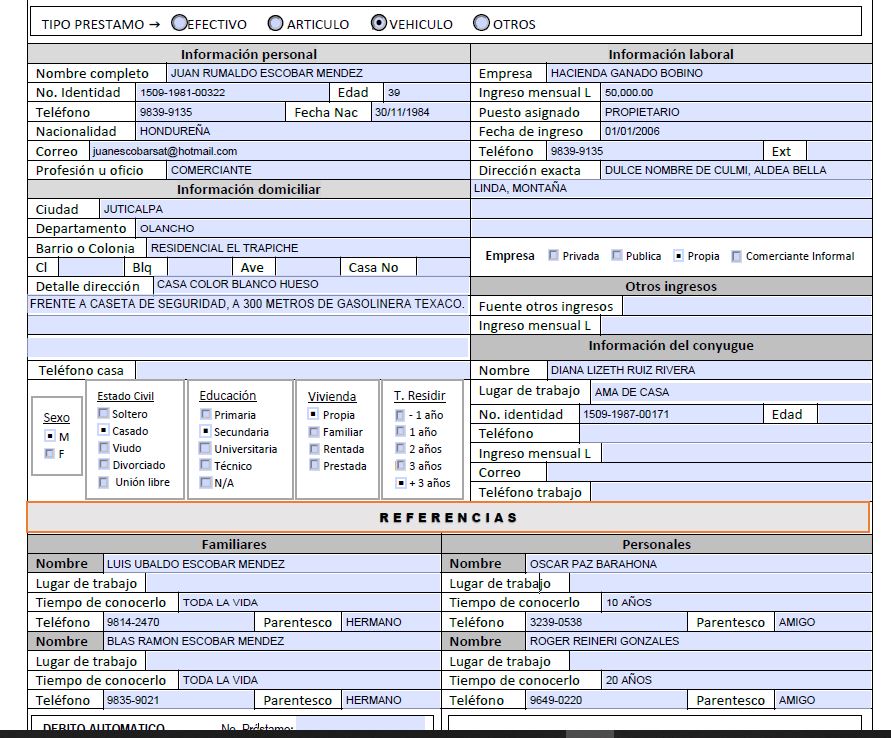 TIPO PRESTAMO → EFECTIVO ARTICULO VEHICULO OTROS
Información personal
Nombre completo JUAN RUMALDO ESCOBAR MENDEZ
No. Identidad 1509-1981-00322 Edad 39
Teléfono 9839-9135 Fecha Nac 30/11/1984
Nacionalidad HONDUREÑA
Correo juanescobarsat@hotmail.com
Profesión u oficio COMERCIANTE
Información domiciliar
Ciudad JUTICALPA
Departamento OLANCHO
Barrio o Colonia RESIDENCIAL EL TRAPICHE
Cl Blq Ave Casa No
Detalle dirección CASA COLOR BLANCO HUESO
FRENTE A CASETA DE SEGURIDAD, A 300 METROS DE GASOLINERA TEXACO.
Teléfono casa
Sexo
M
F
Estado Civil
Soltero
Casado
Viudo
Divorciado
Unión libre
Educación
Primaria
Secundaria
Universitaria
Técnico
N/A
Vivienda
Propia
Familiar
Rentada
Prestada
T. Residir
- 1 año
1 año
2 años
3 años
+ 3 años
Información laboral
Empresa HACIENDA GANADO BOBINO
Ingreso mensual L 50,000.00
Puesto asignado PROPIETARIO
Fecha de ingreso 01/01/2006
Teléfono 9839-9135 Ext
Dirección exacta DULCE NOMBRE DE CULMI, ALDEA BELLA
LINDA, MONTAÑA
Empresa Privada Publica Propia Comerciante Informal
Otros ingresos
Fuente otros ingresos
Ingreso mensual L
Información del conyugue
Nombre DIANA LIZETH RUIZ RIVERA
Lugar de trabajo AMA DE CASA
No. identidad 1509-1987-00171 Edad
Teléfono
Ingreso mensual L
Correo
Teléfono trabajo
REFERENCIAS
Familiares
Nombre LUIS UBALDO ESCOBAR MENDEZ
Lugar de trabajo
Tiempo de conocerlo TODA LA VIDA
Teléfono 9814-2470 Parentesco HERMANO
Nombre BLAS RAMON ESCOBAR MENDEZ
Lugar de trabajo
Tiempo de conocerlo TODA LA VIDA
Teléfono 9835-9021 Parentesco HERMANO
Personales
Nombre OSCAR PAZ BARAHONA
Lugar de trabajo
Tiempo de conocerlo 10 AÑOS
Teléfono 3239-0538 Parentesco AMIGO
Nombre ROGER REINERI GONZALES
Lugar de trabajo
Tiempo de conocerlo 20 AÑOS
Teléfono 9649-0220 Parentesco AMIGO
DEBITO AUTOMATICO No. Préstamo: